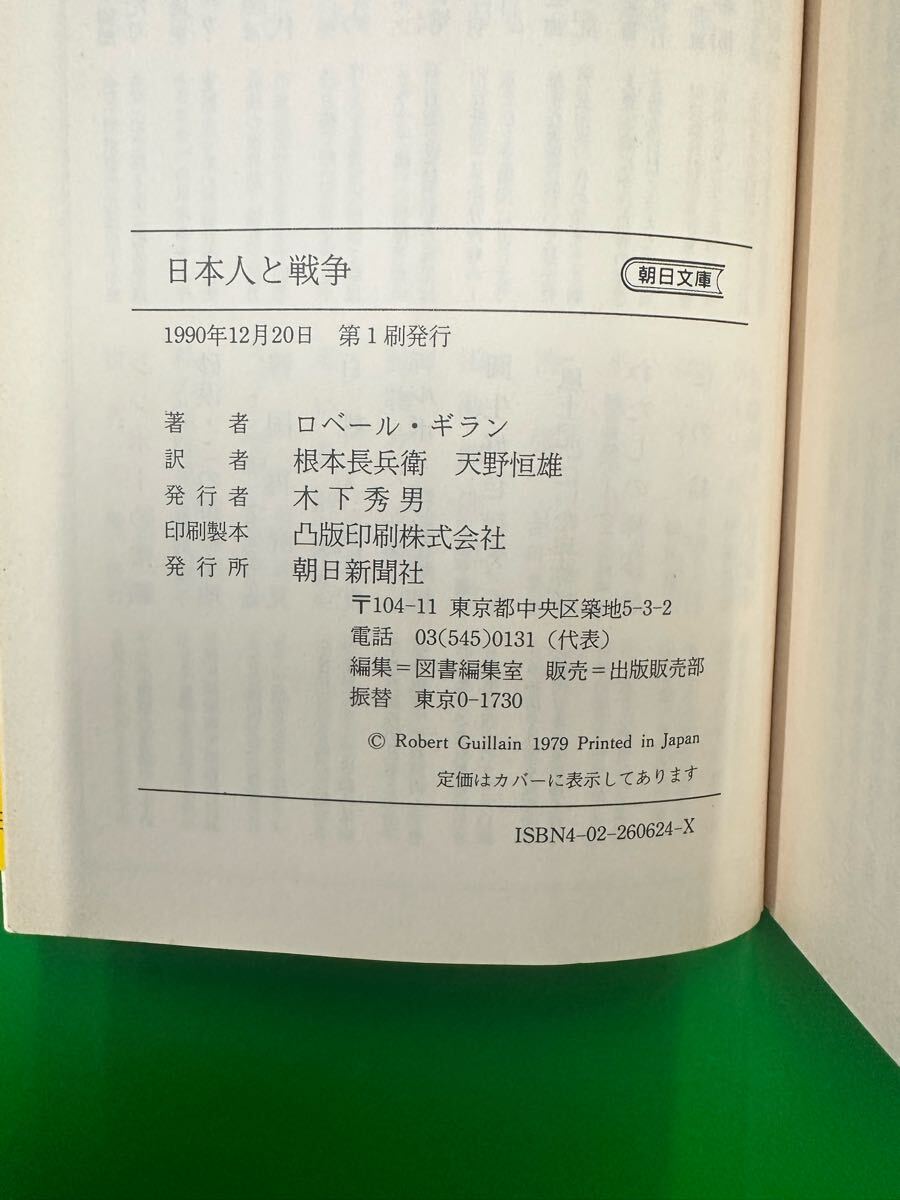 日本人と戦争
朝日文庫
1990年12月20日 第1刷発行
著者 ロベール・ギラン
訳者 根本長兵衛 天野恒雄
発行者 木下秀男
印刷製本 凸版印刷株式会社
発行所 朝日新聞社
〒104-11 東京都中央区築地5-3-2
電話 03(545)0131(代表)
編集=図書編集室 販売=出版販売部
振替 東京0-1730
© Robert Guillain 1979 Printed in Japan
定価はカバーに表示してあります
ISBN4-02-260624-X